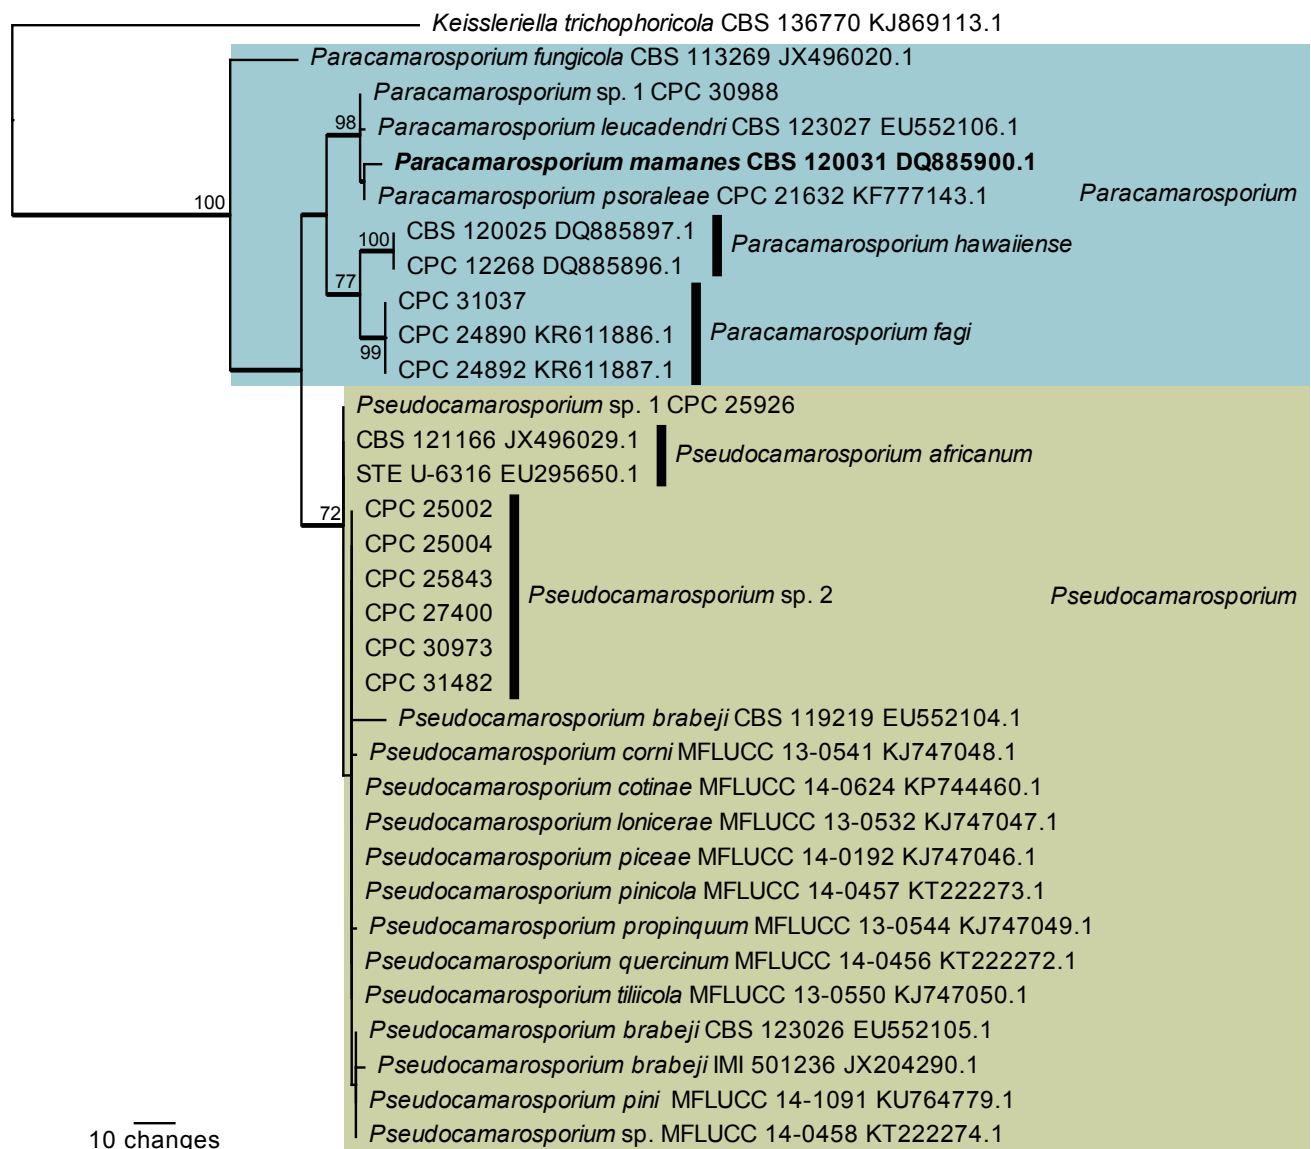 Keissleriella trichophoricola CBS 136770 KJ869113.1
Paracamarosporium fungicola CBS 113269 JX496020.1
Paracamarosporium sp. 1 CPC 30988
98
Paracamarosporium leucadendri CBS 123027 EU552106.1
Paracamarosporium mamanes CBS 120031 DQ885900.1
Paracamarosporium psoraleae CPC 21632 KF777143.1
Paracamarosporium
100
CBS 120025 DQ885897.1
100
Paracamarosporium hawaiiense
CPC 12268 DQ885896.1
77
CPC 31037
CPC 24890 KR611886.1
Paracamarosporium fagi
99
CPC 24892 KR611887.1
Pseudocamarosporium sp. 1 CPC 25926
CBS 121166 JX496029.1
Pseudocamarosporium africanum
STE U-6316 EU295650.1
72
CPC 25002
CPC 25004
CPC 25843
Pseudocamarosporium sp. 2
Pseudocamarosporium
CPC 27400
CPC 30973
CPC 31482
Pseudocamarosporium brabeji CBS 119219 EU552104.1
Pseudocamarosporium corni MFLUCC 13-0541 KJ747048.1
Pseudocamarosporium cotinae MFLUCC 14-0624 KP744460.1
Pseudocamarosporium lonicerae MFLUCC 13-0532 KJ747047.1
Pseudocamarosporium piceae MFLUCC 14-0192 KJ747046.1
Pseudocamarosporium pinicola MFLUCC 14-0457 KT222273.1
Pseudocamarosporium propinquum MFLUCC 13-0544 KJ747049.1
Pseudocamarosporium quercinum MFLUCC 14-0456 KT222272.1
Pseudocamarosporium tiliicola MFLUCC 13-0550 KJ747050.1
Pseudocamarosporium brabeji CBS 123026 EU552105.1
Pseudocamarosporium brabeji IMI 501236 JX204290.1
Pseudocamarosporium pini MFLUCC 14-1091 KU764779.1
Pseudocamarosporium sp. MFLUCC 14-0458 KT222274.1
10 changes